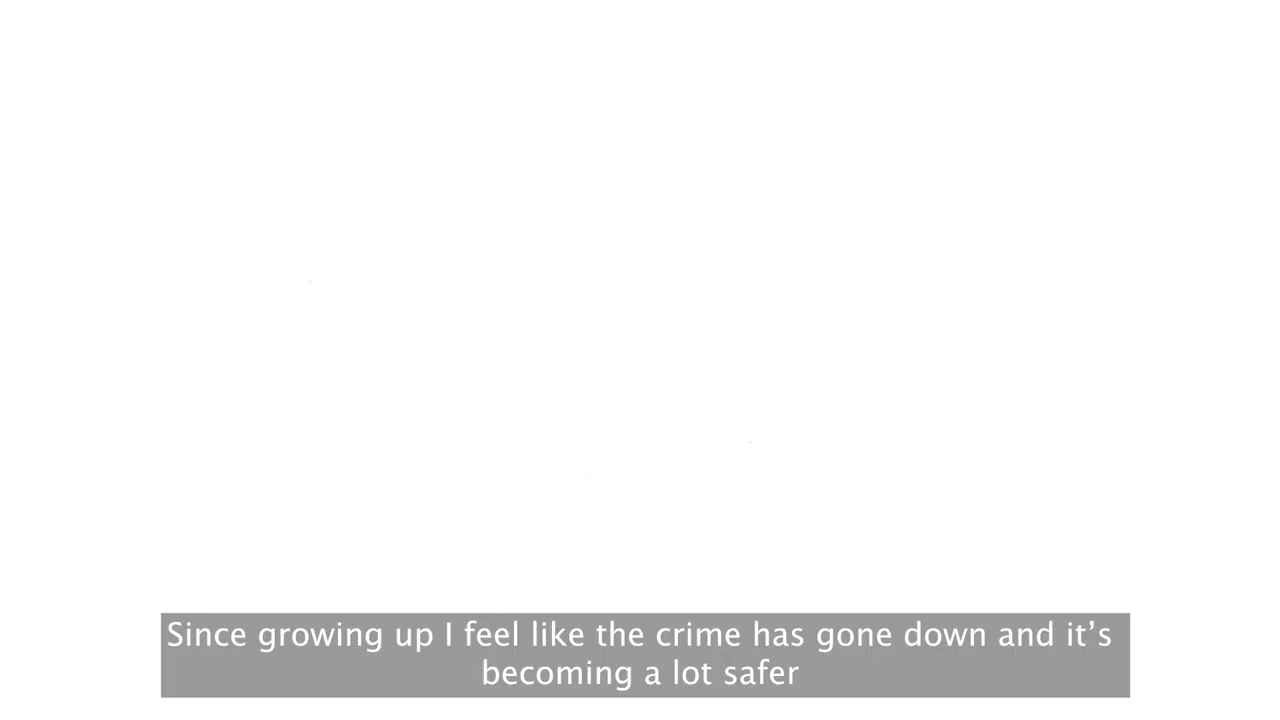 Since growing up I feel like the crime has gone down and it’s
becoming a lot safer